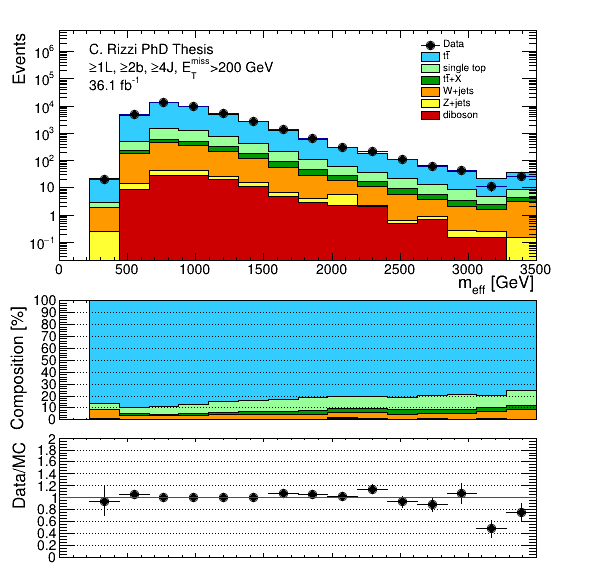 Events
10⁶
10⁵
10⁴
10³
10²
10
1
10⁻¹
C. Rizzi PhD Thesis
≥1L, ≥2b, ≥4J, E_T^miss>200 GeV
36.1 fb⁻¹
Data
tt̄
single top
tt̄+X
W+jets
Z+jets
diboson
0 500 1000 1500 2000 2500 3000 3500
m_eff [GeV]
Composition [%]
100
90
80
70
60
50
40
30
20
10
0
Data/MC
2
1.8
1.6
1.4
1.2
1
0.8
0.6
0.4
0.2
0